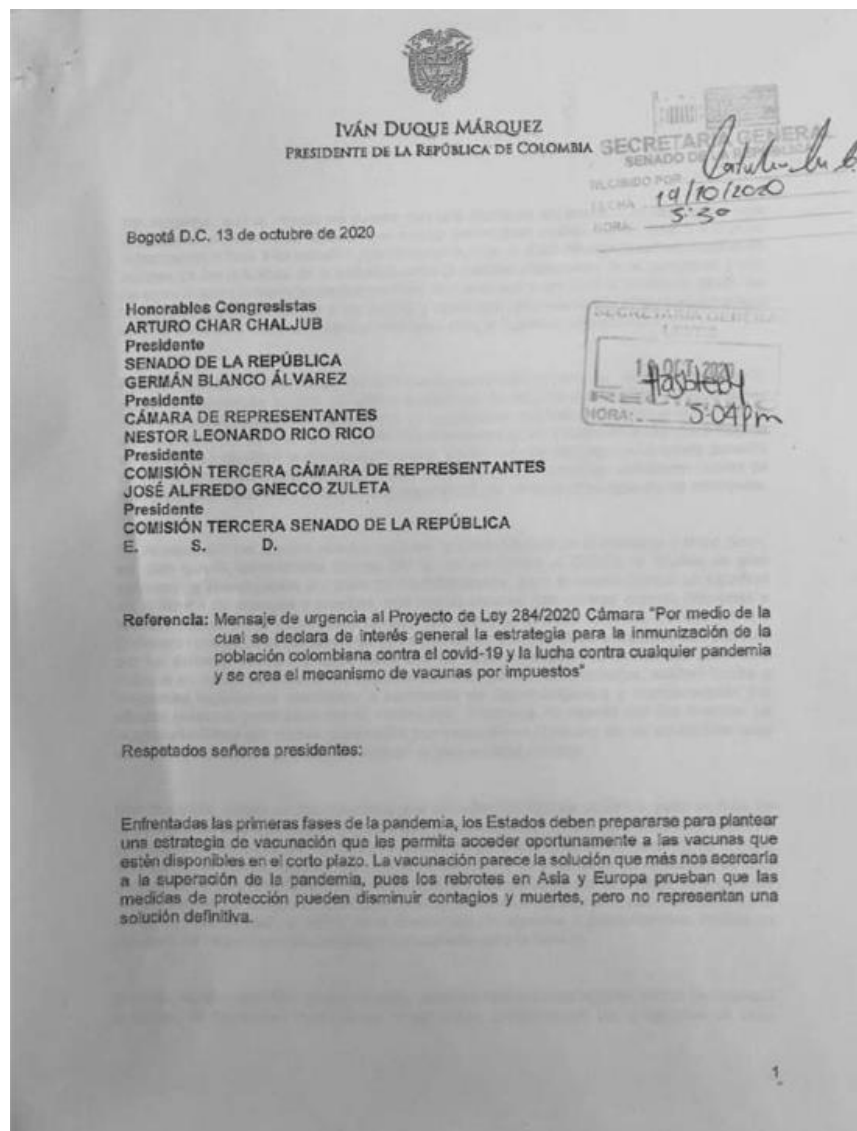 IVÁN DUQUE MÁRQUEZ
PRESIDENTE DE LA REPÚBLICA DE COLOMBIA
SECRETARÍA GENERAL
SENADO DE
RECIBIDO POR
FECHA 19/10/2020
HORA: 5:30
Bogotá D.C. 13 de octubre de 2020
Honorables Congresistas
ARTURO CHAR CHALJUB
Presidente
SENADO DE LA REPÚBLICA
GERMÁN BLANCO ÁLVAREZ
Presidente
CÁMARA DE REPRESENTANTES
NESTOR LEONARDO RICO RICO
Presidente
COMISIÓN TERCERA CÁMARA DE REPRESENTANTES
JOSÉ ALFREDO GNECCO ZULETA
Presidente
COMISIÓN TERCERA SENADO DE LA REPÚBLICA
E. S. D.
SECRETARIA GENERAL
OCT 2020
HORA: 5:04pm
Referencia: Mensaje de urgencia al Proyecto de Ley 284/2020 Cámara "Por medio de la
cual se declara de interés general la estrategia para la inmunización de la
población colombiana contra el covid-19 y la lucha contra cualquier pandemia
y se crea el mecanismo de vacunas por impuestos"
Respetados señores presidentes:
Enfrentadas las primeras fases de la pandemia, los Estados deben prepararse para plantear
una estrategia de vacunación que les permita acceder oportunamente a las vacunas que
estén disponibles en el corto plazo. La vacunación parece la solución que más nos acercaría
a la superación de la pandemia, pues los rebrotes en Asia y Europa prueban que las
medidas de protección pueden disminuir contagios y muertes, pero no representan una
solución definitiva.
1